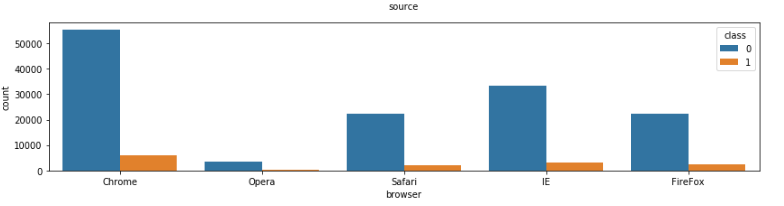 source
50000
40000
30000
20000
10000
0
count
class
0
1
Chrome Opera Safari IE FireFox
browser